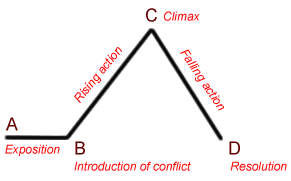 C Climax
Rising action
Falling action
A
Exposition
B
Introduction of conflict
D
Resolution